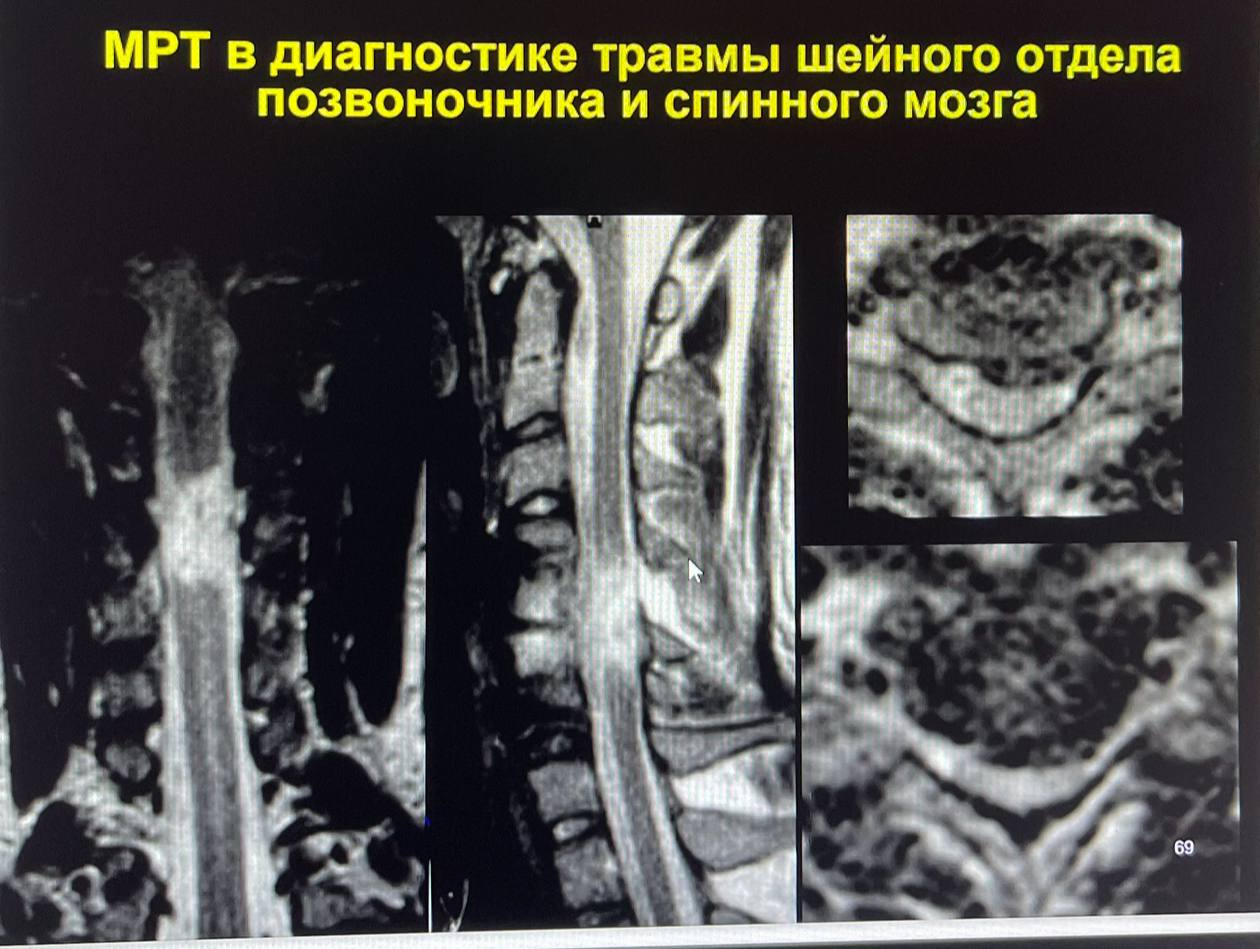 МРТ в диагностике травмы шейного отдела
позвоночника и спинного мозга
69